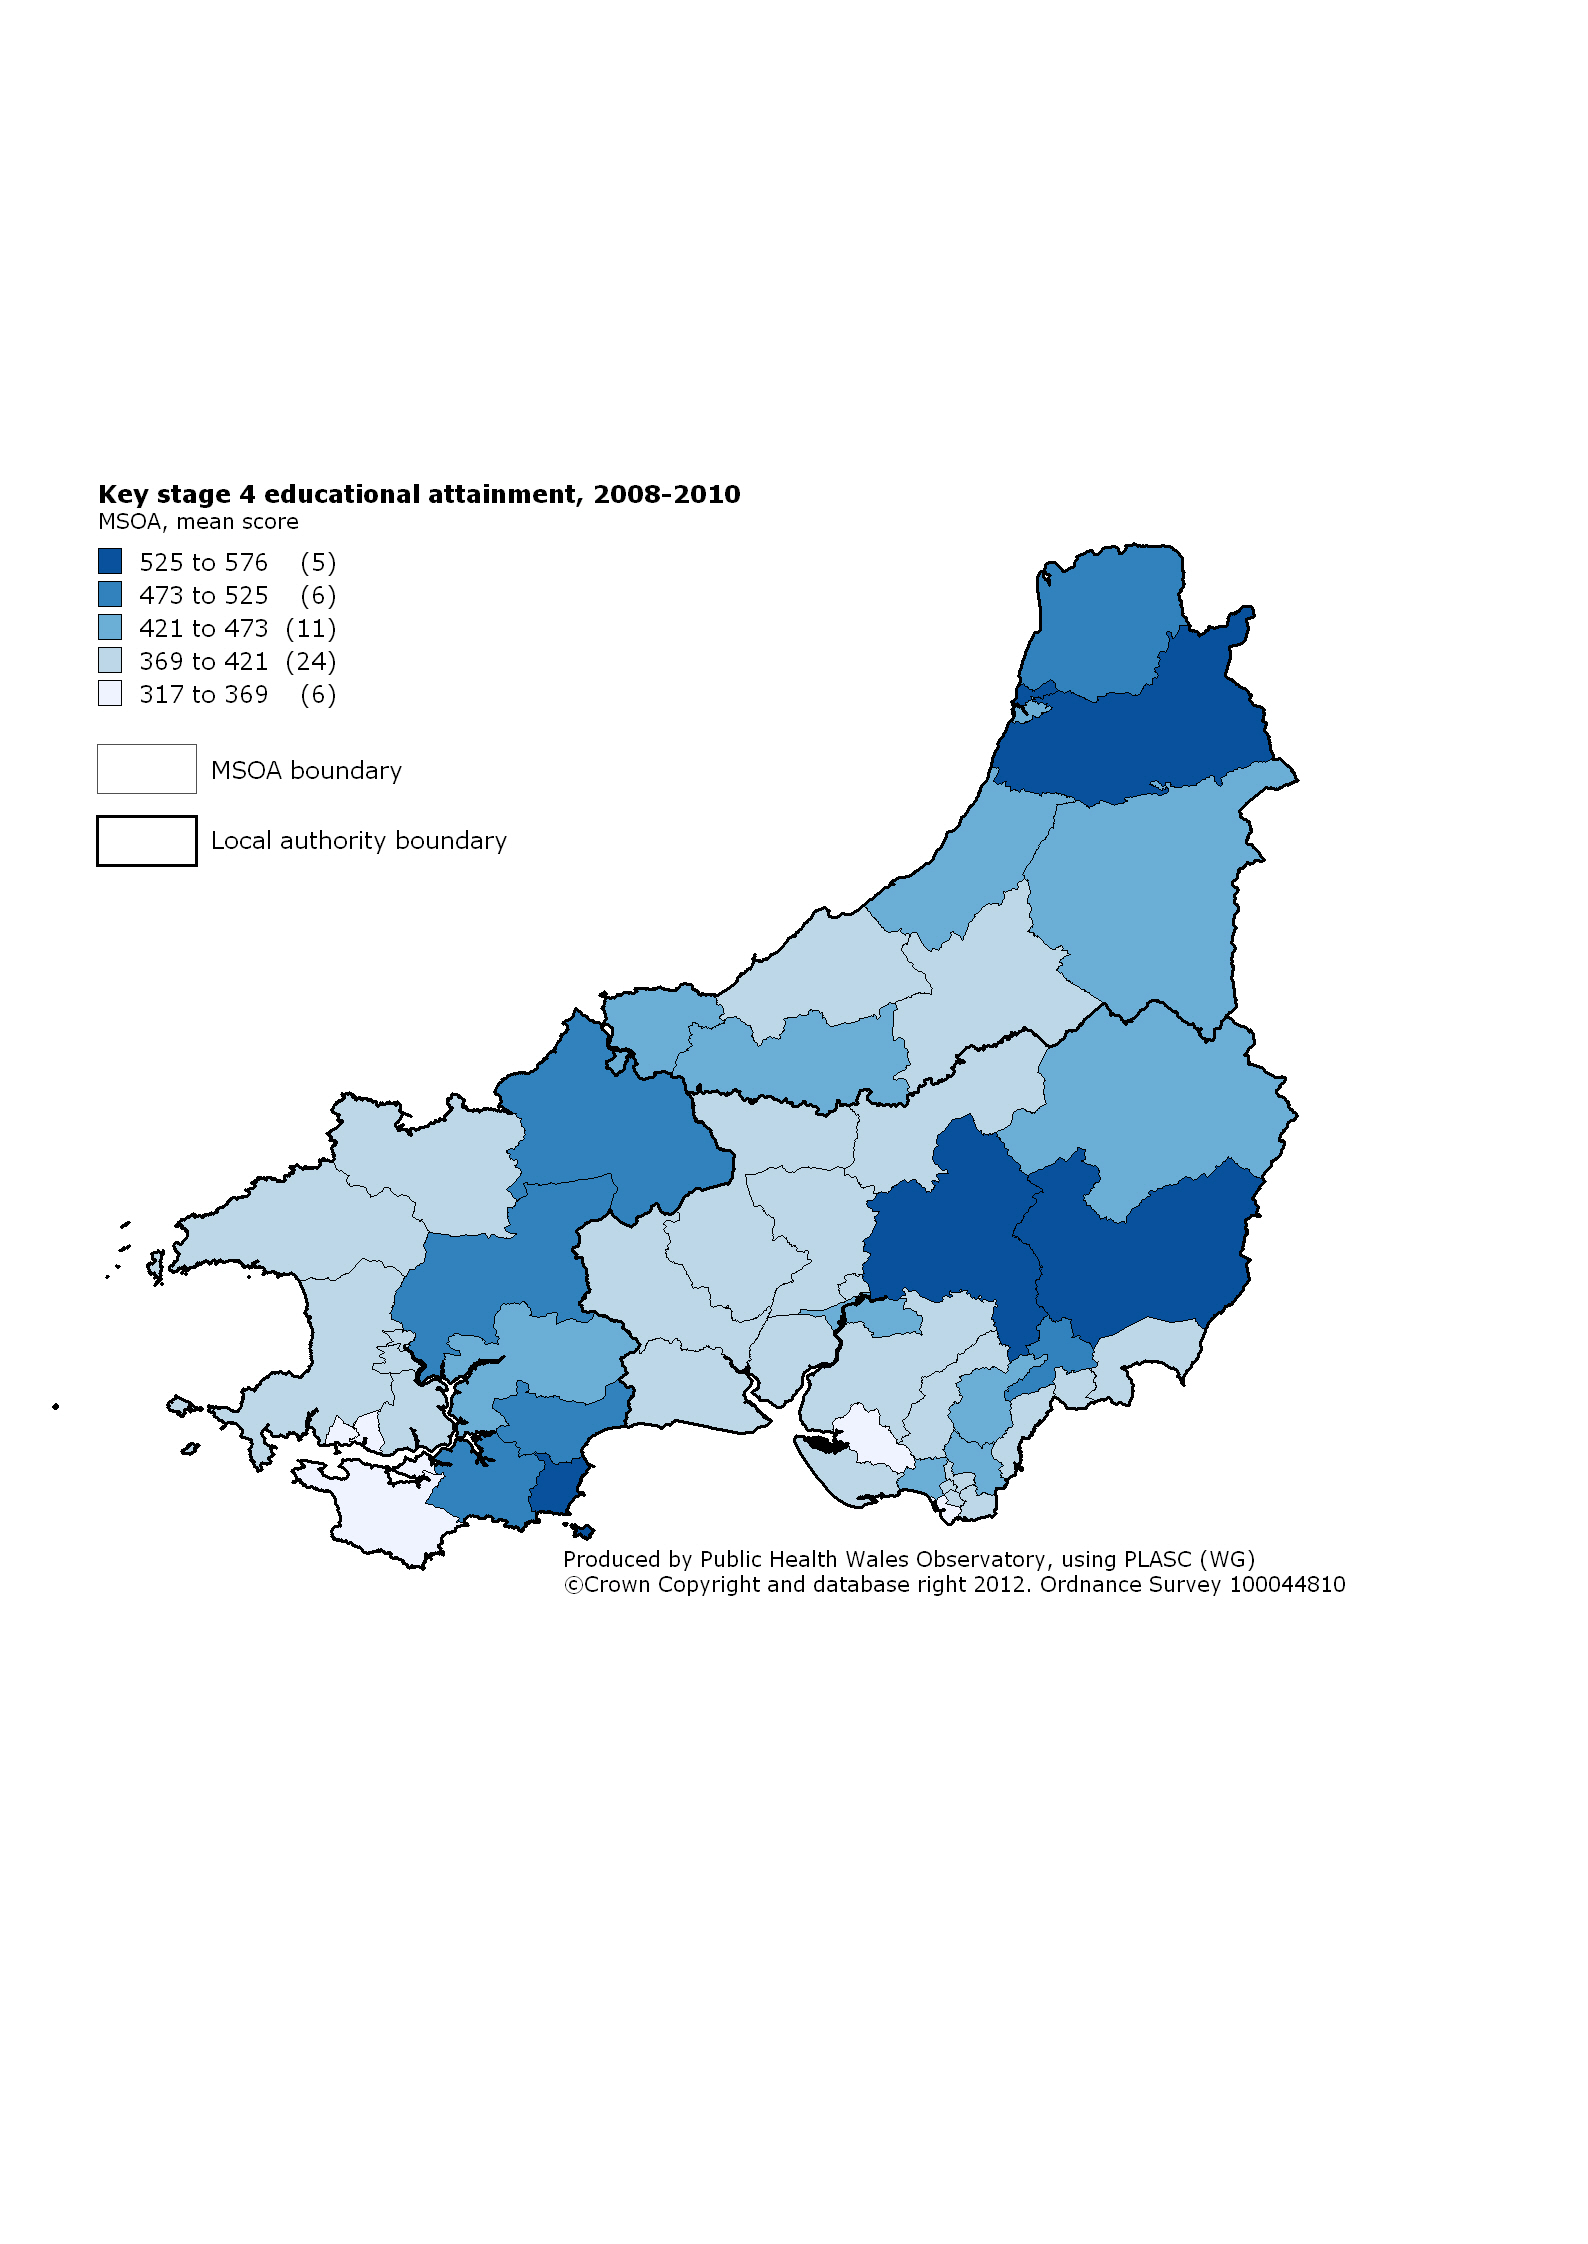 Key stage 4 educational attainment, 2008-2010
MSOA, mean score
525 to 576 (5)
473 to 525 (6)
421 to 473 (11)
369 to 421 (24)
317 to 369 (6)
MSOA boundary
Local authority boundary
Produced by Public Health Wales Observatory, using PLASC (WG)
©Crown Copyright and database right 2012. Ordnance Survey 100044810